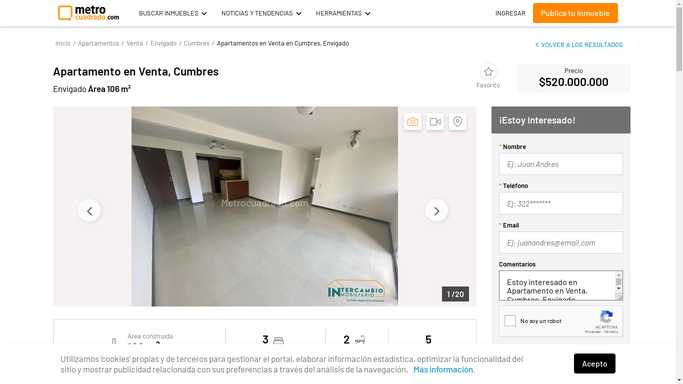 metro
cuadrado.com
BUSCAR INMUEBLES
NOTICIAS Y TENDENCIAS
HERRAMIENTAS
INGRESAR
Publica tu inmueble
Inicio / Apartamentos / Venta / Envigado / Cumbres / Apartamentos en Venta en Cumbres, Envigado
VOLVER A LOS RESULTADOS
Apartamento en Venta, Cumbres
Envigado Área 106 m²
Favorito
Precio
$520.000.000
Metrocuadrado.com
INTERCAMBIO
INMOBILIARIO
1 / 20
¡Estoy Interesado!
* Nombre
Ej: Juan Andres
* Teléfono
Ej: 322*******
* Email
Ej: juanandres@email.com
Comentarios
Estoy interesado en
Apartamento en Venta,
Cumbres, Envigado
No soy un robot
reCAPTCHA
Privacidad - Términos
Área construida
3
2
5
Utilizamos 'cookies' propias y de terceros para gestionar el portal, elaborar información estadística, optimizar la funcionalidad del
sitio y mostrar publicidad relacionada con sus preferencias a través del análisis de la navegación. Más información.
Acepto